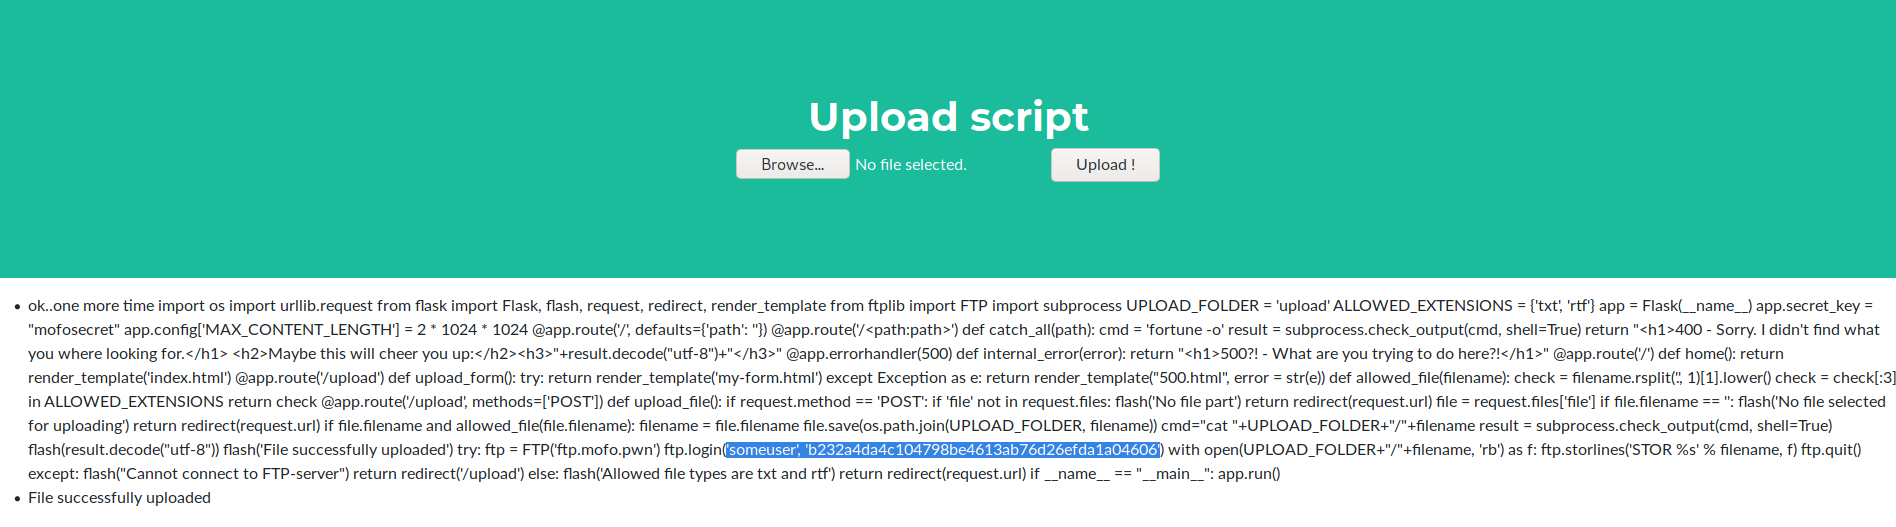 Upload script
Browse... No file selected. Upload !
ok..one more time import os import urllib.request from flask import Flask, flash, request, redirect, render_template from ftplib import FTP import subprocess UPLOAD_FOLDER = 'upload' ALLOWED_EXTENSIONS = {'txt', 'rtf'} app = Flask(__name__) app.secret_key =
"mofosecret" app.config['MAX_CONTENT_LENGTH'] = 2 * 1024 * 1024 @app.route('/', defaults={'path': ''}) @app.route('/<path:path>') def catch_all(path): cmd = 'fortune -o' result = subprocess.check_output(cmd, shell=True) return "<h1>400 - Sorry. I didn't find what
you where looking for.</h1> <h2>Maybe this will cheer you up:</h2><h3>"+result.decode("utf-8")+"</h3>" @app.errorhandler(500) def internal_error(error): return "<h1>500?! - What are you trying to do here?!</h1>" @app.route('/') def home(): return
render_template('index.html') @app.route('/upload') def upload_form(): try: return render_template('my-form.html') except Exception as e: return render_template("500.html", error = str(e)) def allowed_file(filename): check = filename.rsplit('.', 1)[1].lower() check = check[:3]
in ALLOWED_EXTENSIONS return check @app.route('/upload', methods=['POST']) def upload_file(): if request.method == 'POST': if 'file' not in request.files: flash('No file part') return redirect(request.url) file = request.files['file'] if file.filename == '': flash('No file selected
for uploading') return redirect(request.url) if file.filename and allowed_file(file.filename): filename = file.filename file.save(os.path.join(UPLOAD_FOLDER, filename)) cmd="cat "+UPLOAD_FOLDER+"/"+filename result = subprocess.check_output(cmd, shell=True)
flash(result.decode("utf-8")) flash('File successfully uploaded') try: ftp = FTP('ftp.mofo.pwn') ftp.login('someuser', 'b232a4da4c104798be4613ab76d26efda1a04606') with open(UPLOAD_FOLDER+"/"+filename, 'rb') as f: ftp.storlines('STOR %s' % filename, f) ftp.quit()
except: flash("Cannot connect to FTP-server") return redirect('/upload') else: flash('Allowed file types are txt and rtf') return redirect(request.url) if __name__ == "__main__": app.run()
File successfully uploaded